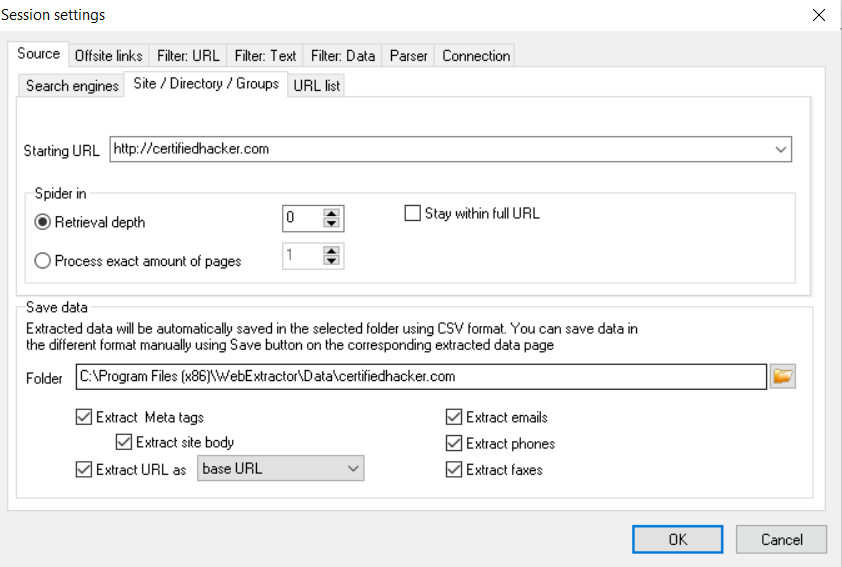 Session settings
Source Offsite links Filter: URL Filter: Text Filter: Data Parser Connection
Search engines Site / Directory / Groups URL list
Starting URL http://certifiedhacker.com
Spider in
Retrieval depth 0 Stay within full URL
Process exact amount of pages 1
Save data
Extracted data will be automatically saved in the selected folder using CSV format. You can save data in
the different format manually using Save button on the corresponding extracted data page
Folder C:\Program Files (x86)\WebExtractor\Data\certifiedhacker.com
Extract Meta tags Extract emails
Extract site body Extract phones
Extract URL as base URL Extract faxes
OK Cancel